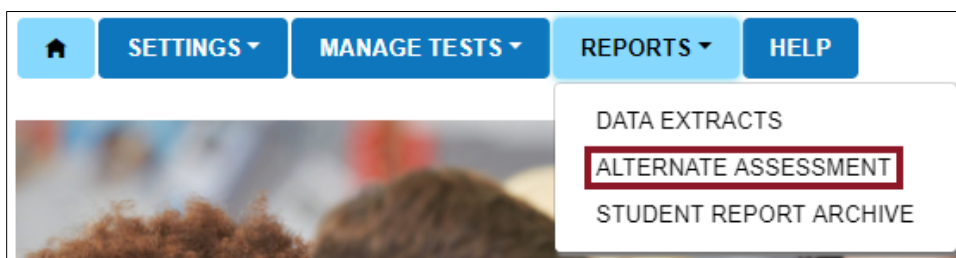 SETTINGS MANAGE TESTS REPORTS HELP
DATA EXTRACTS
ALTERNATE ASSESSMENT
STUDENT REPORT ARCHIVE